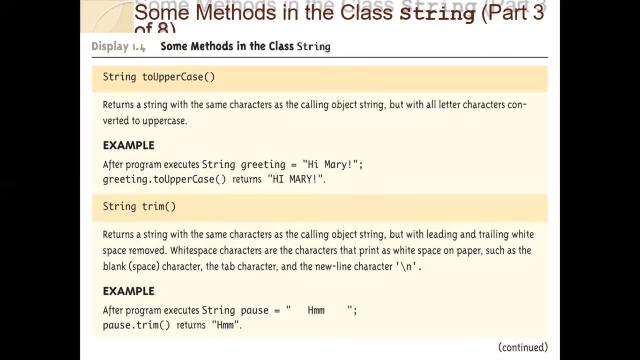 Some Methods in the Class String (Part 3
of 8)
Display 1.4 Some Methods in the Class String
String toUpperCase()
Returns a string with the same characters as the calling object string, but with all letter characters con-
verted to uppercase.
EXAMPLE
After program executes String greeting = "Hi Mary!";
greeting.toUpperCase() returns "HI MARY!".
String trim()
Returns a string with the same characters as the calling object string, but with leading and trailing white
space removed. Whitespace characters are the characters that print as white space on paper, such as the
blank (space) character, the tab character, and the new-line character '\n'.
EXAMPLE
After program executes String pause = "   Hmm   ";
pause.trim() returns "Hmm".
(continued)